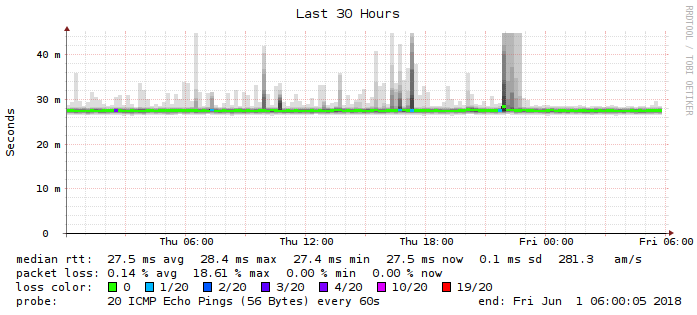 Last 30 Hours
RRDTOOL / TOBI OETIKER
Seconds
40 m
30 m
20 m
10 m
0
Thu 06:00 Thu 12:00 Thu 18:00 Fri 00:00 Fri 06:00
median rtt: 27.5 ms avg 28.4 ms max 27.4 ms min 27.5 ms now 0.1 ms sd 281.3 am/s
packet loss: 0.14 % avg 18.61 % max 0.00 % min 0.00 % now
loss color: 0 1/20 2/20 3/20 4/20 10/20 19/20
probe: 20 ICMP Echo Pings (56 Bytes) every 60s end: Fri Jun 1 06:00:05 2018